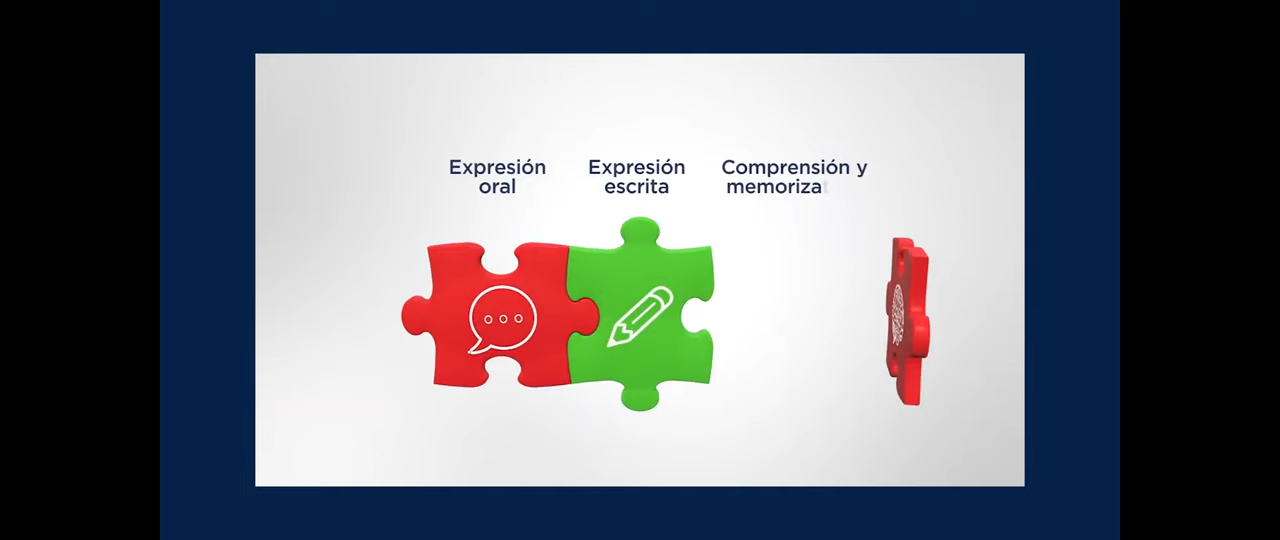 Expresión
oral
Expresión
escrita
Comprensión y
memoriza